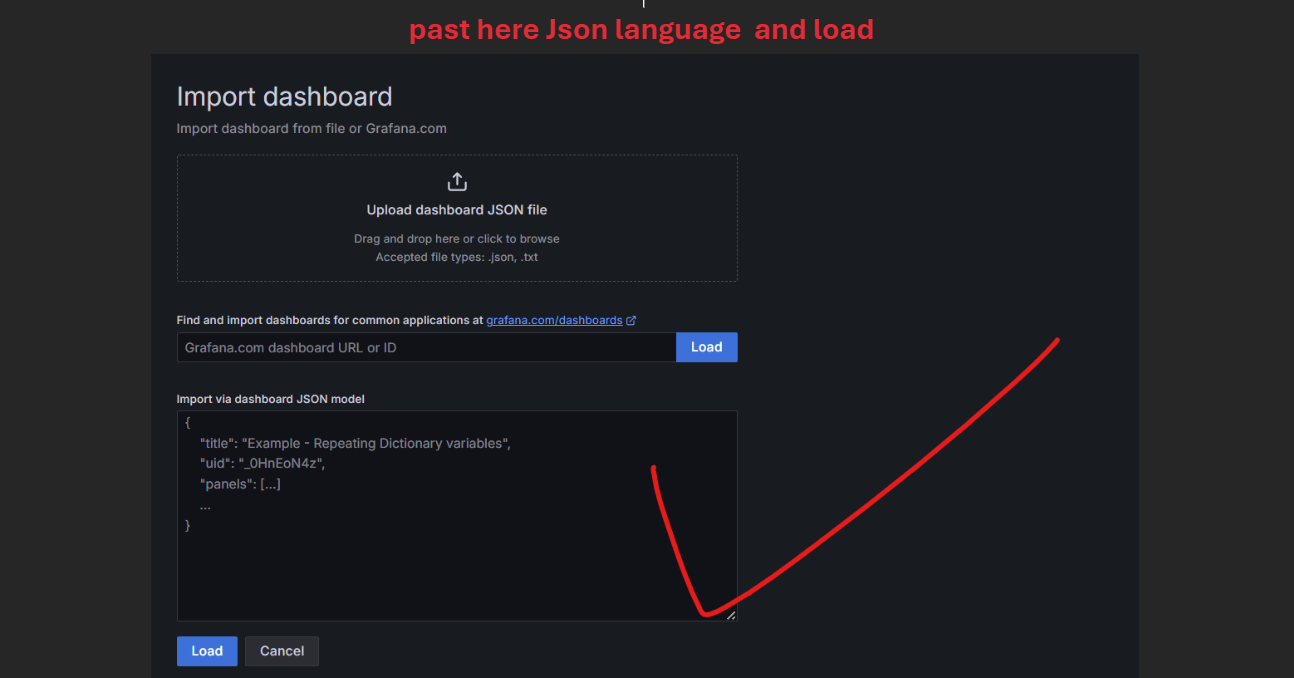 past here Json language  and load
Import dashboard
Import dashboard from file or Grafana.com
Upload dashboard JSON file
Drag and drop here or click to browse
Accepted file types: .json, .txt
Find and import dashboards for common applications at grafana.com/dashboards
Grafana.com dashboard URL or ID
Load
Import via dashboard JSON model
{
"title": "Example - Repeating Dictionary variables",
"uid": "_0HnEoN4z",
"panels": [...]
...
}
Load
Cancel